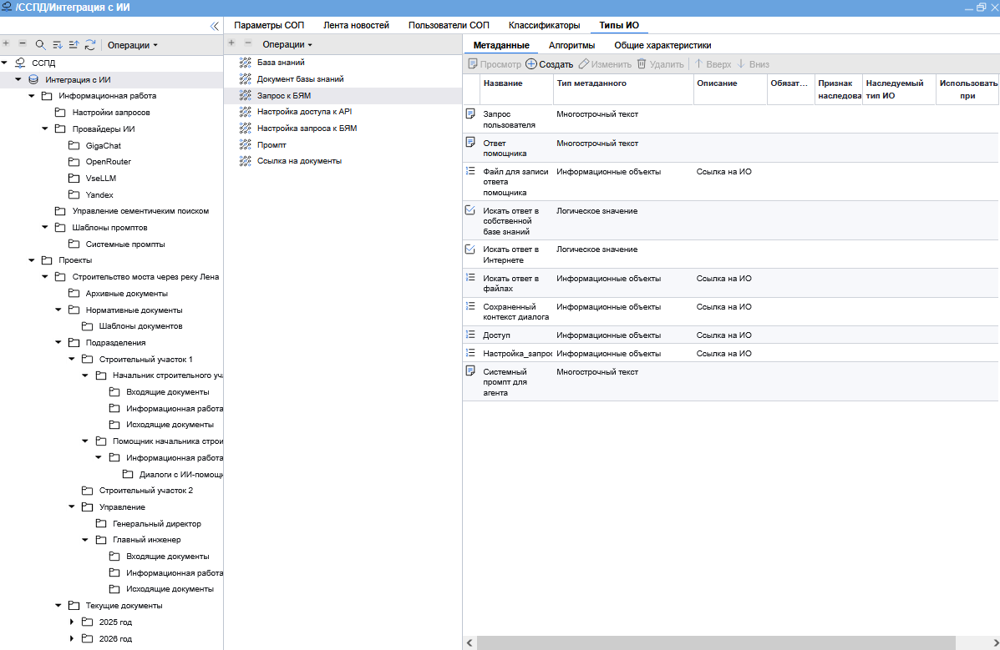 /ССПД/Интеграция с ИИ
Операции
ССПД
Интеграция с ИИ
Информационная работа
Настройки запросов
Провайдеры ИИ
GigaChat
OpenRouter
VseLLM
Yandex
Управление сементичеким поиском
Шаблоны промптов
Системные промпты
Проекты
Строительство моста через реку Лена
Архивные документы
Нормативные документы
Шаблоны документов
Подразделения
Строительный участок 1
Начальник строительного уча
Входящие документы
Информационная работа
Исходящие документы
Помощник начальника строи
Информационная работа
Диалоги с ИИ-помощн
Строительный участок 2
Управление
Генеральный директор
Главный инженер
Входящие документы
Информационная работа
Исходящие документы
Текущие документы
2025 год
2026 год
Параметры СОП Лента новостей Пользователи СОП Классификаторы Типы ИО
Операции
База знаний
Документ базы знаний
Запрос к БЯМ
Настройка доступа к API
Настройка запроса к БЯМ
Промпт
Ссылка на документы
Метаданные Алгоритмы Общие характеристики
Просмотр Создать Изменить Удалить Вверх Вниз
Название Тип метаданного Описание Обязат... Признак Наследуемый Использовать
наследова тип ИО при
Запрос Многострочный текст
пользователя
Ответ Многострочный текст
помощника
Файл для записи Информационные объекты Ссылка на ИО
ответа
помощника
Искать ответ в Логическое значение
собственной
базе знаний
Искать ответ в Логическое значение
Интернете
Искать ответ в Информационные объекты Ссылка на ИО
файлах
Сохраненный Информационные объекты Ссылка на ИО
контекст диалога
Доступ Информационные объекты Ссылка на ИО
Настройка_запрос Информационные объекты Ссылка на ИО
Системный Многострочный текст
промпт для
агента